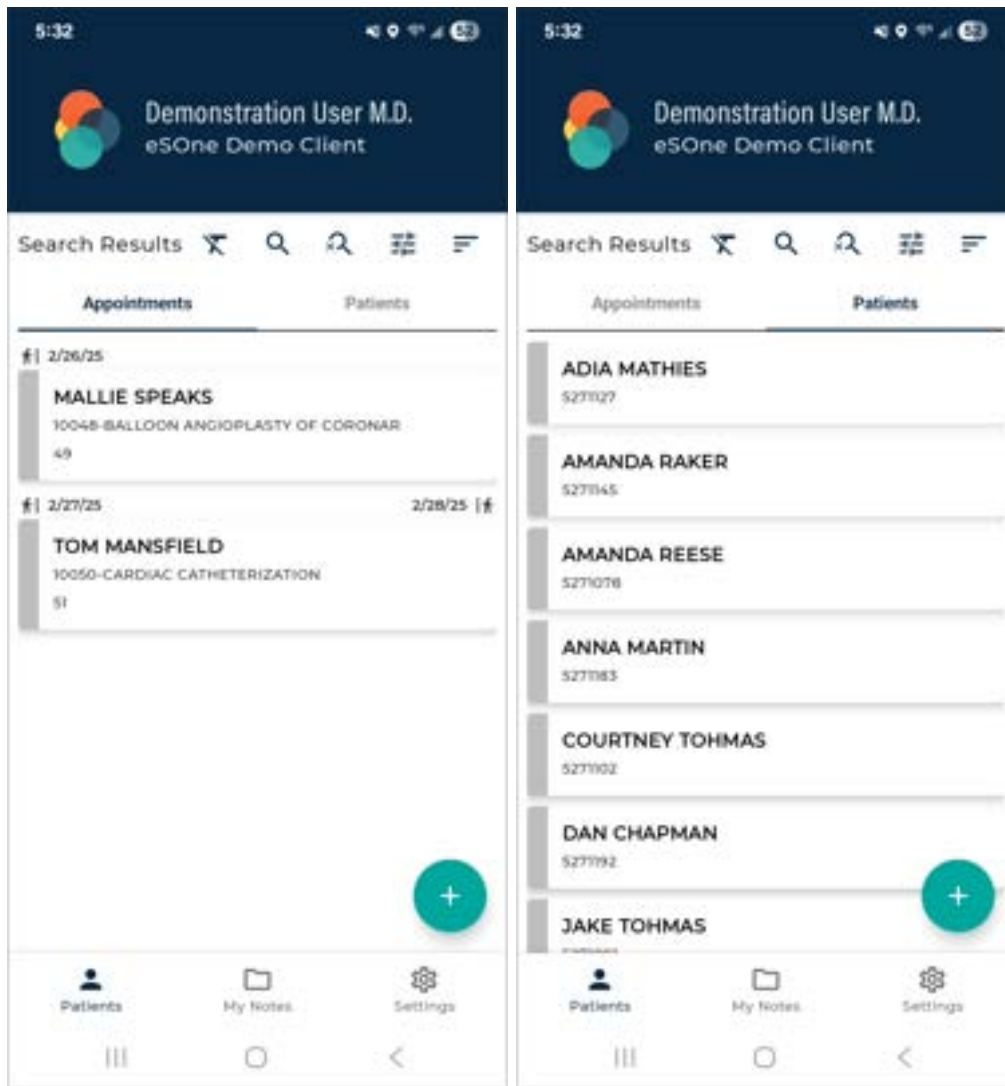 5:32
52
Demonstration User M.D.
eSOne Demo Client
Search Results
Appointments
Patients
2/26/25
MALLIE SPEAKS
10048-BALLOON ANGIOPLASTY OF CORONAR
49
2/27/25
2/28/25
TOM MANSFIELD
10050-CARDIAC CATHETERIZATION
51
Patients
My Notes
Settings
5:32
52
Demonstration User M.D.
eSOne Demo Client
Search Results
Appointments
Patients
ADIA MATHIES
5271127
AMANDA RAKER
5271145
AMANDA REESE
5271078
ANNA MARTIN
5271183
COURTNEY TOHMAS
5271102
DAN CHAPMAN
5271192
JAKE TOHMAS
Patients
My Notes
Settings